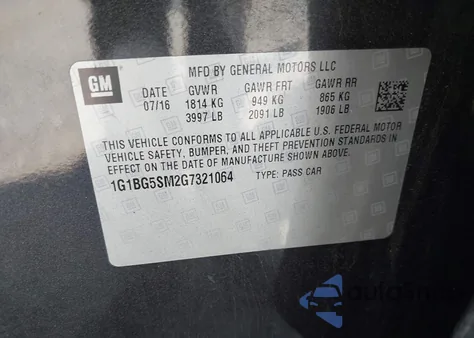 GM
MFD BY GENERAL MOTORS LLC
DATE GVWR GAWR FRT GAWR RR
07/16 1814 KG 949 KG 865 KG
3997 LB 2091 LB 1906 LB
THIS VEHICLE CONFORMS TO ALL APPLICABLE U.S. FEDERAL MOTOR
VEHICLE SAFETY, BUMPER, AND THEFT PREVENTION STANDARDS IN
EFFECT ON THE DATE OF MANUFACTURE SHOWN ABOVE.
1G1BG5SM2G7321064 TYPE: PASS CAR